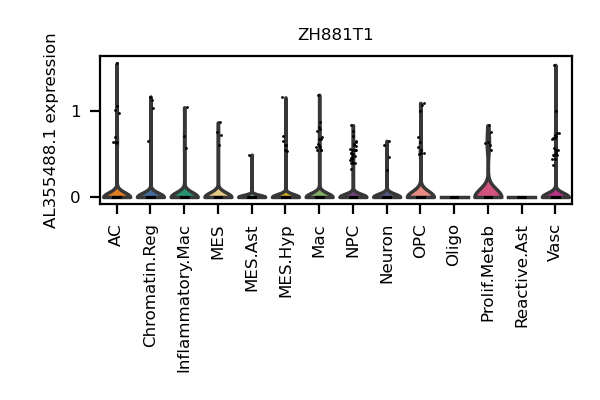 ZH881T1
AL355488.1 expression
1
0
AC
Chromatin.Reg
Inflammatory.Mac
MES
MES.Ast
MES.Hyp
Mac
NPC
Neuron
OPC
Oligo
Prolif.Metab
Reactive.Ast
Vasc